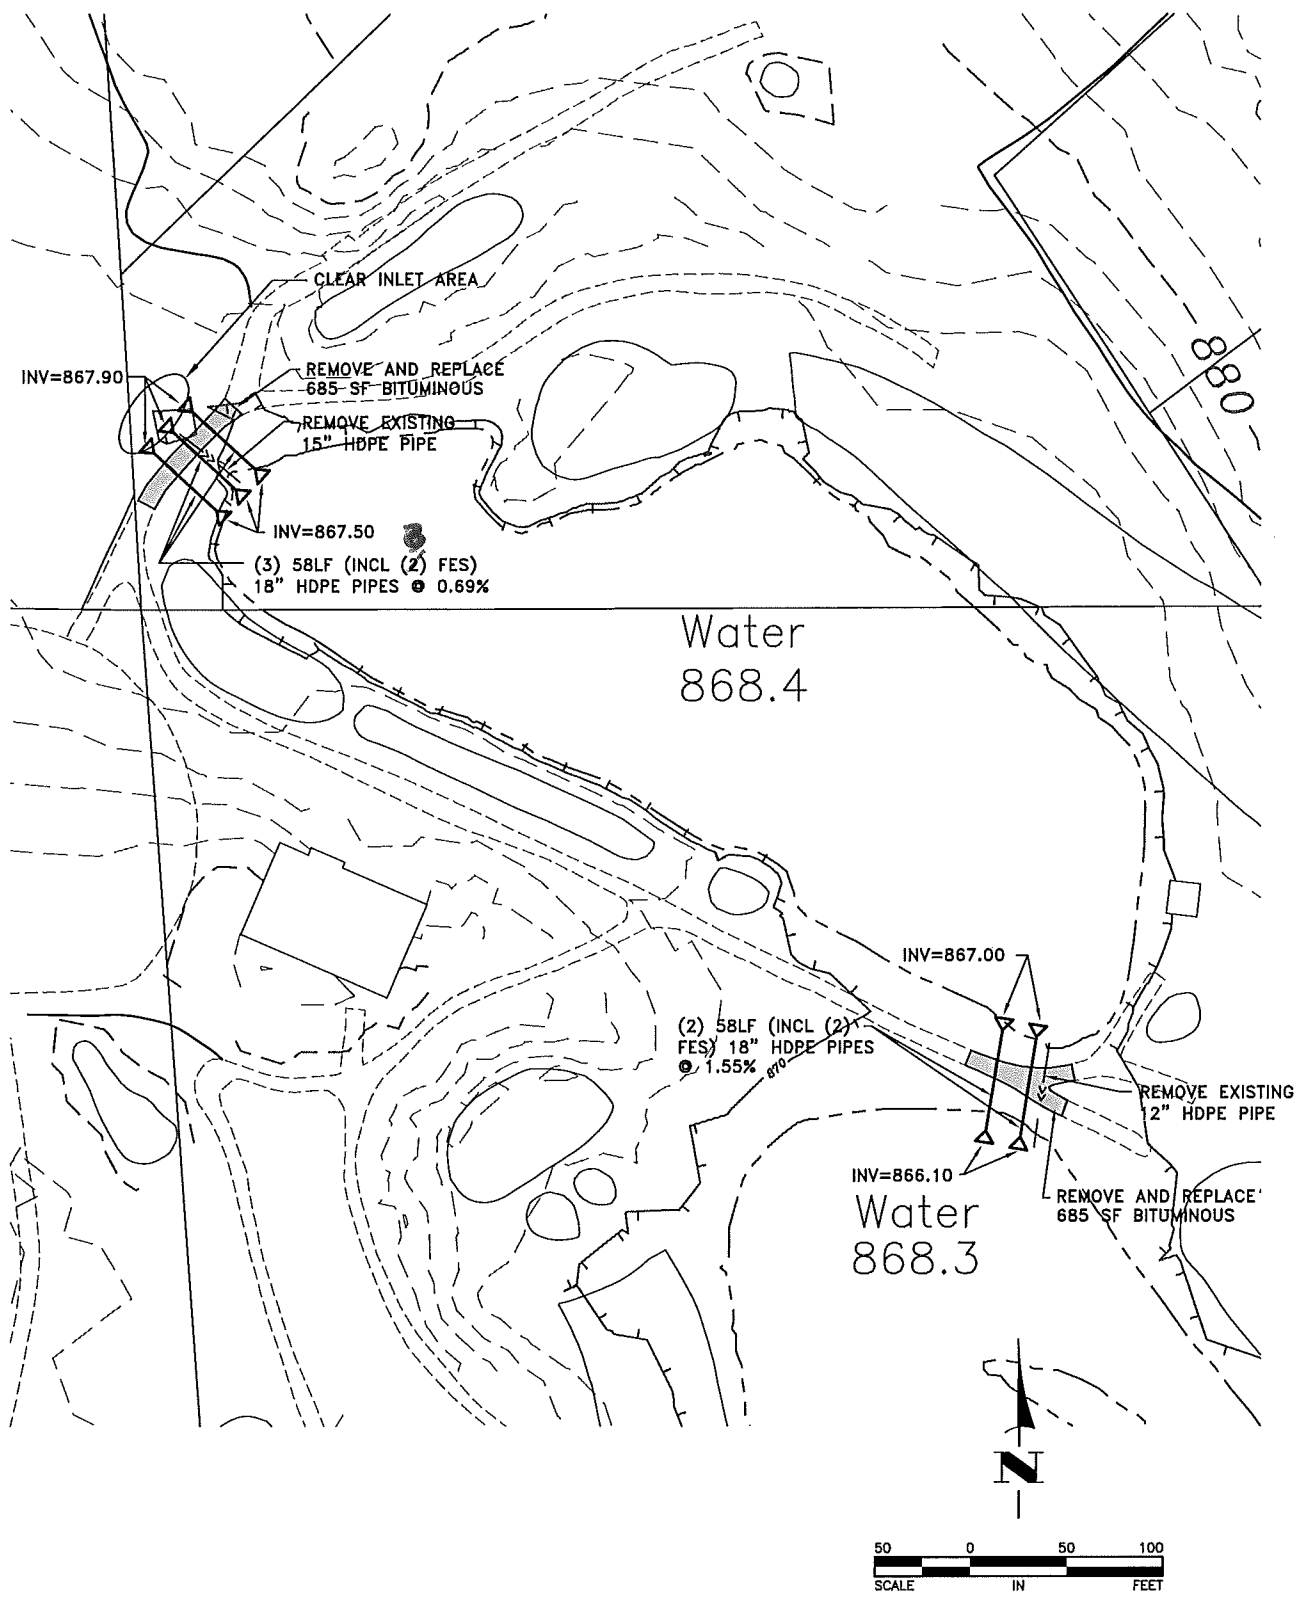 CLEAR INLET AREA
INV=867.90
REMOVE AND REPLACE
685 SF BITUMINOUS
REMOVE EXISTING
15" HDPE PIPE
880
INV=867.50
(3) 58LF (INCL (2) FES)
18" HDPE PIPES @ 0.69%
Water
868.4
INV=867.00
(2) 58LF (INCL (2)
FES) 18" HDPE PIPES
@ 1.55%
870
REMOVE EXISTING
12" HDPE PIPE
INV=866.10
REMOVE AND REPLACE
685 SF BITUMINOUS
Water
868.3
N
50 0 50 100
SCALE IN FEET